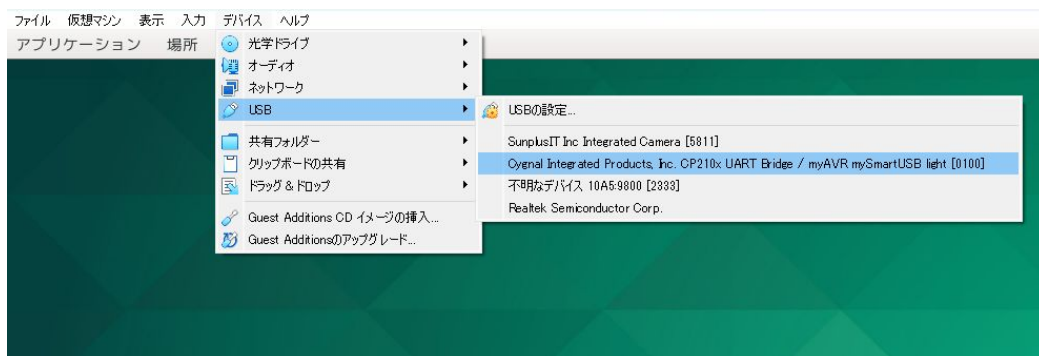 ファイル 仮想マシン 表示 入力 デバイス ヘルプ
アプリケーション 場所
光学ドライブ
オーディオ
ネットワーク
USB
共有フォルダー
クリップボードの共有
ドラッグ & ドロップ
Guest Additions CD イメージの挿入...
Guest Additionsのアップグレード...
USBの設定...
SunplusIT Inc Integrated Camera [5811]
Cygnal Integrated Products, Inc. CP210x UART Bridge / myAVR mySmartUSB light [0100]
不明なデバイス 10A5:9800 [2333]
Realtek Semiconductor Corp.